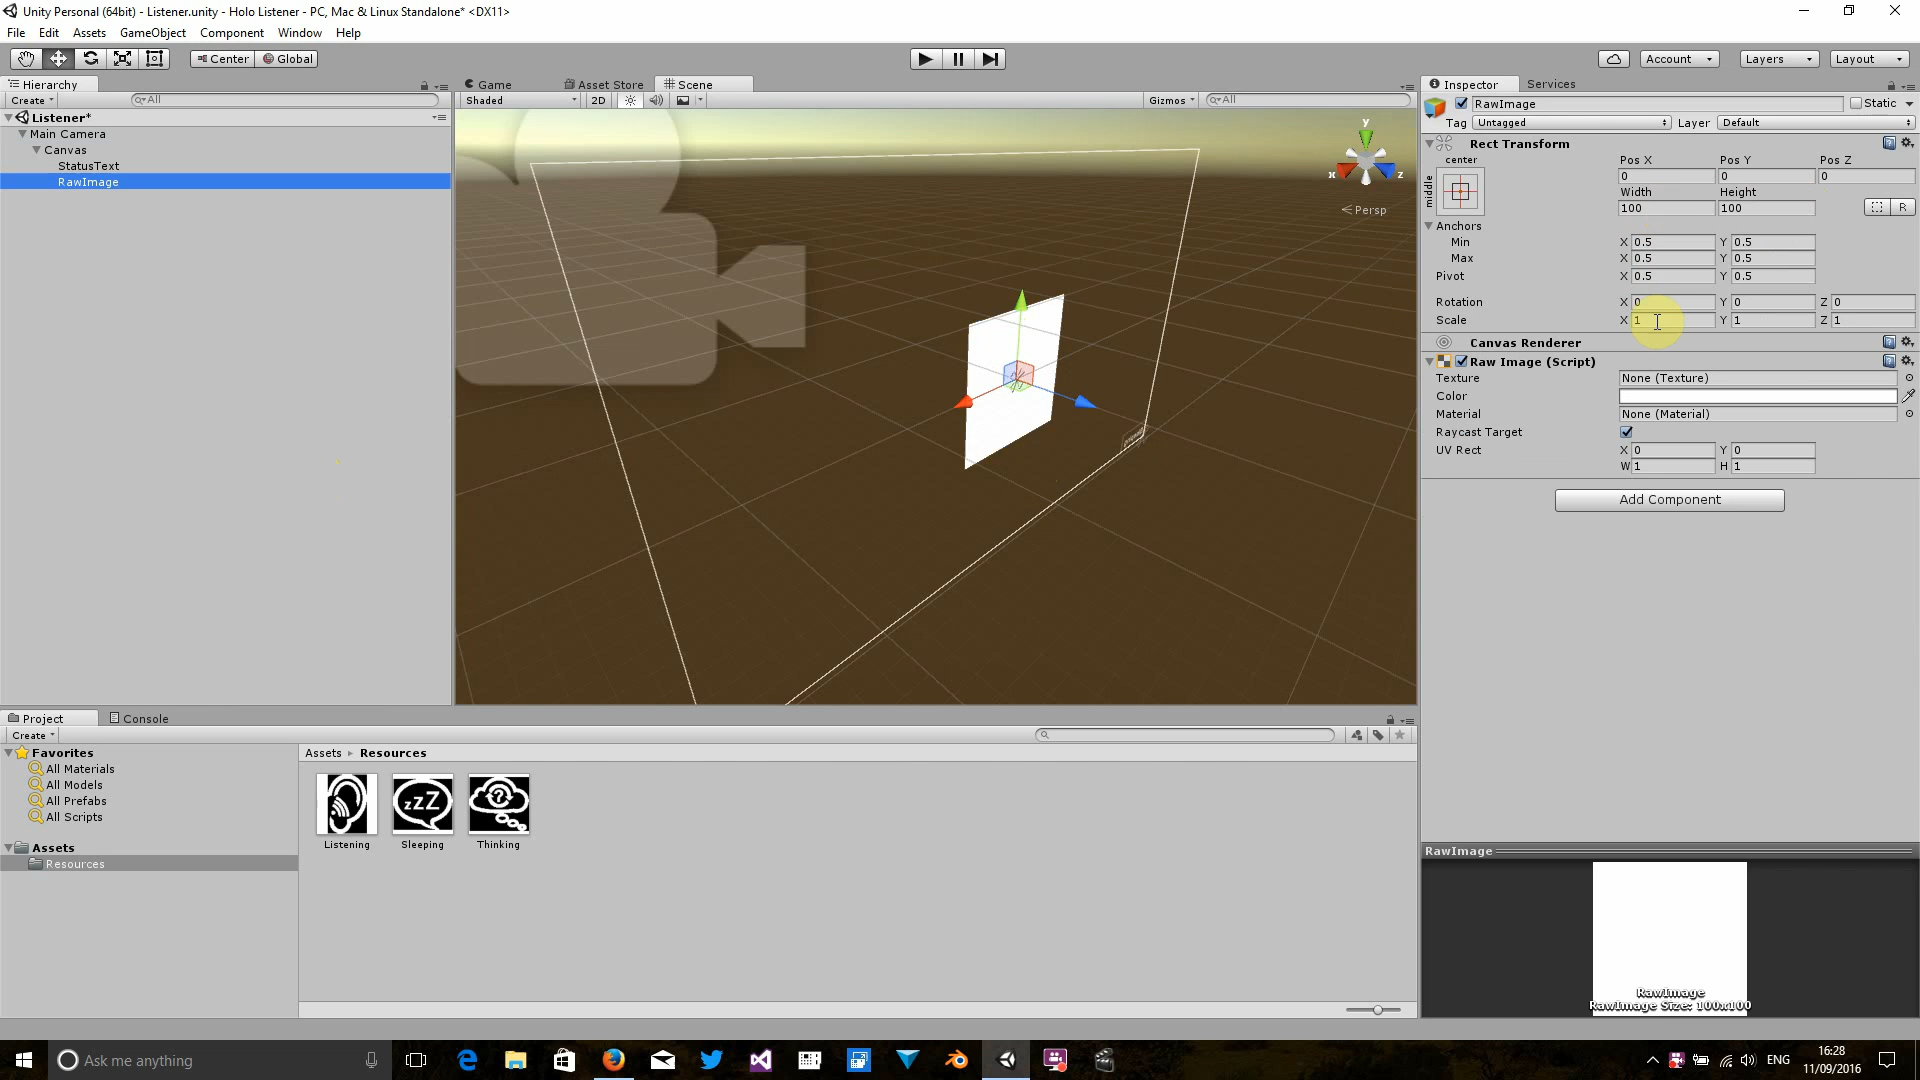 Unity Personal (64bit) - Listener.unity - Holo Listener - PC, Mac & Linux Standalone* <DX11>
File Edit Assets GameObject Component Window Help
Center Global Account Layers Layout
Hierarchy
Create All
Listener*
Main Camera
Canvas
StatusText
RawImage
Game Asset Store Scene
Shaded 2D Gizmos All
y
x z
Persp
Inspector Services
RawImage Static
Tag Untagged Layer Default
Rect Transform
center
middle
Pos X Pos Y Pos Z
0 0 0
Width Height
100 100 R
Anchors
Min X 0.5 Y 0.5
Max X 0.5 Y 0.5
Pivot X 0.5 Y 0.5
Rotation X 0 Y 0 Z 0
Scale X 1 Y 1 Z 1
Canvas Renderer
Raw Image (Script)
Texture None (Texture)
Color
Material None (Material)
Raycast Target
UV Rect X 0 Y 0
W 1 H 1
Add Component
Project Console
Create
Favorites
All Materials
All Models
All Prefabs
All Scripts
Assets
Resources
Assets Resources
zzZ ?
Listening Sleeping Thinking
RawImage
RawImage
RawImage Size: 100x100
Ask me anything
ENG
16:28
11/09/2016